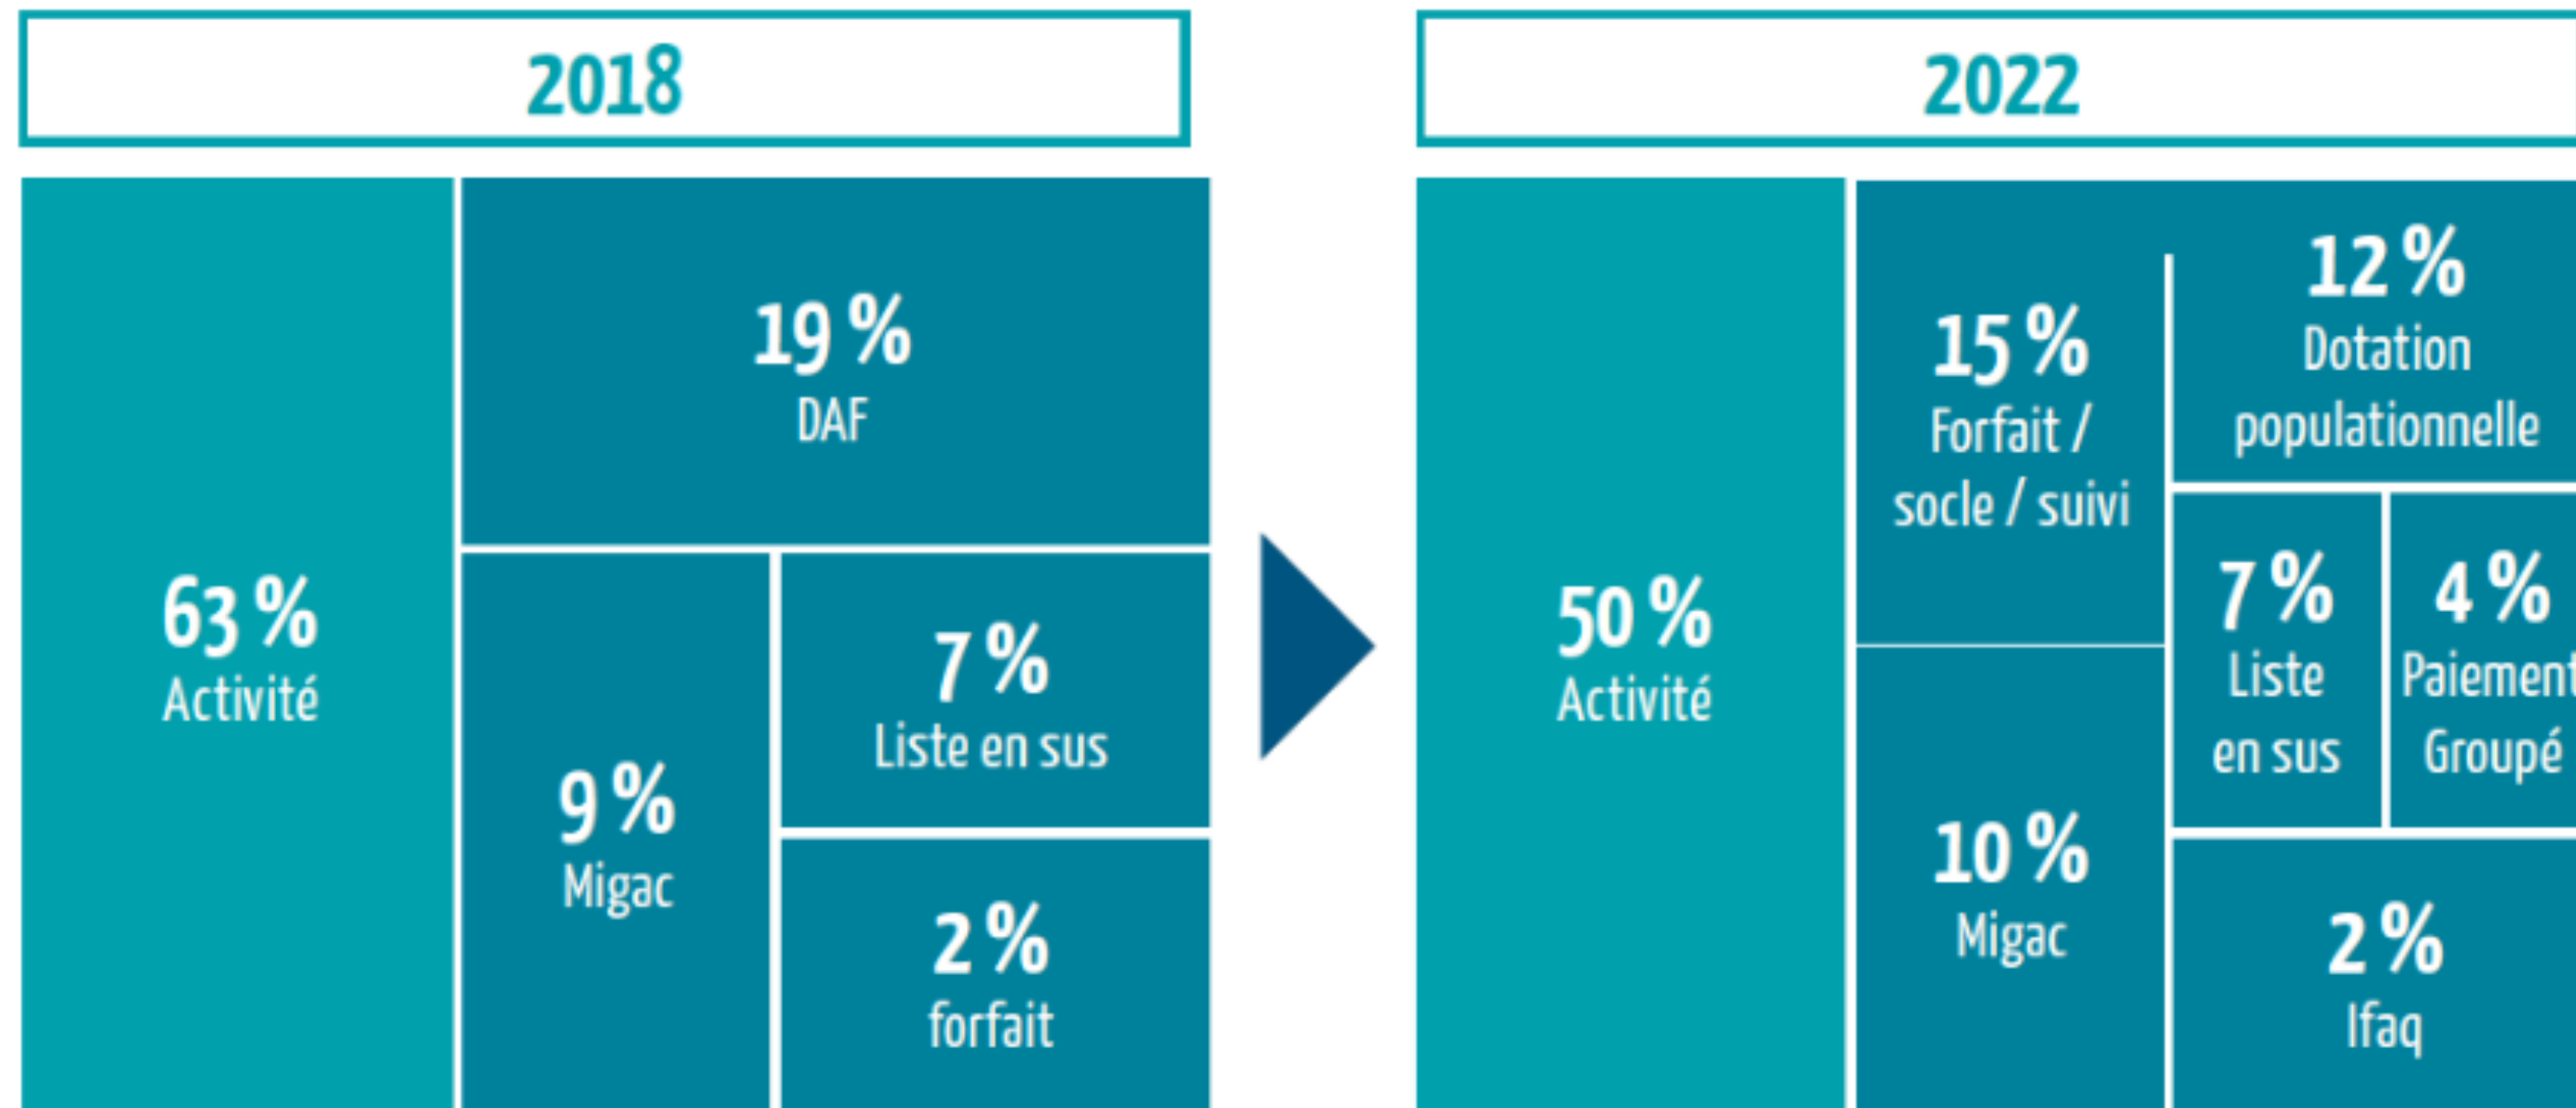 2018
63 %
Activité
19 %
DAF
9 %
Migac
7 %
Liste en sus
2 %
forfait
2022
50 %
Activité
15 %
Forfait /
socle / suivi
12 %
Dotation
populationnelle
10 %
Migac
7 %
Liste
en sus
4 %
Paiement
Groupé
2 %
Ifaq